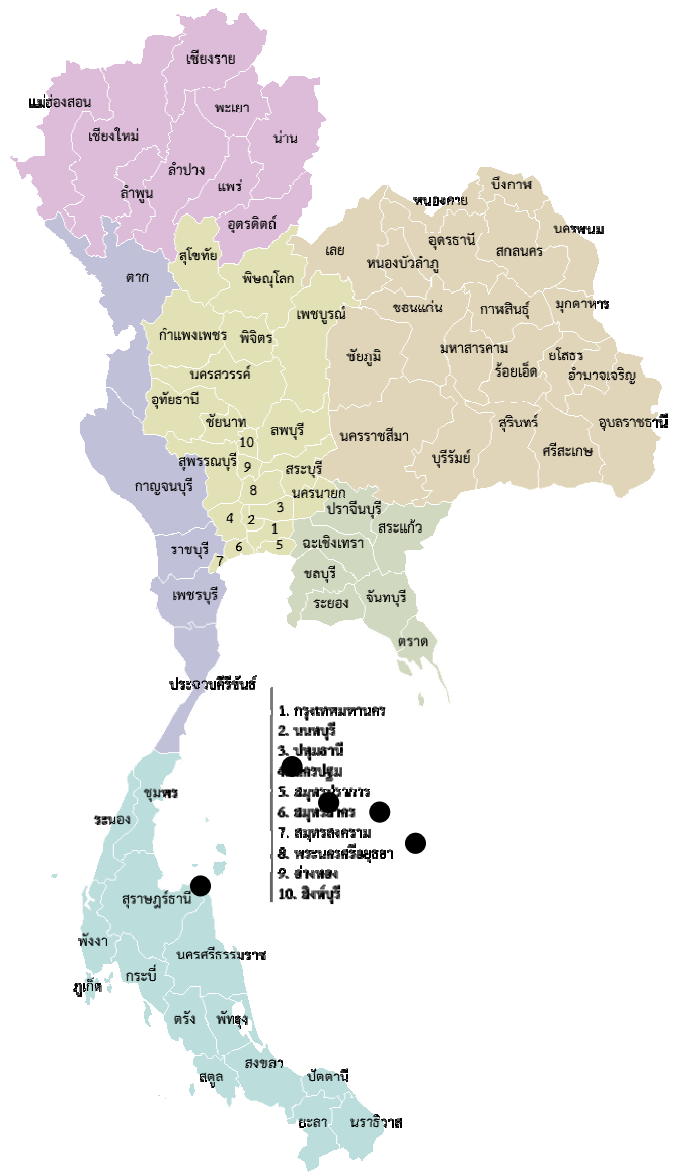 เชียงราย
แม่ฮ่องสอน
พะเยา
เชียงใหม่
น่าน
ลำปาง
แพร่
ลำพูน
อุตรดิตถ์
สุโขทัย
ตาก
พิษณุโลก
เพชรบูรณ์
กำแพงเพชร
พิจิตร
นครสวรรค์
อุทัยธานี
ชัยนาท
10
ลพบุรี
สุพรรณบุรี
9
สระบุรี
8
นครนายก
3
4
2
1
6
5
7
บึงกาฬ
หนองคาย
นครพนม
เลย
อุดรธานี
สกลนคร
หนองบัวลำภู
ขอนแก่น
กาฬสินธุ์
มุกดาหาร
ชัยภูมิ
มหาสารคาม
ยโสธร
ร้อยเอ็ด
อำนาจเจริญ
นครราชสีมา
สุรินทร์
อุบลราชธานี
บุรีรัมย์
ศรีสะเกษ
กาญจนบุรี
ราชบุรี
เพชรบุรี
ประจวบคีรีขันธ์
ปราจีนบุรี
สระแก้ว
ฉะเชิงเทรา
ชลบุรี
ระยอง
จันทบุรี
ตราด
1. กรุงเทพมหานคร
2. นนทบุรี
3. ปทุมธานี
4. นครปฐม
5. สมุทรปราการ
6. สมุทรสาคร
7. สมุทรสงคราม
8. พระนครศรีอยุธยา
9. อ่างทอง
10. สิงห์บุรี
ชุมพร
ระนอง
สุราษฎร์ธานี
พังงา
นครศรีธรรมราช
กระบี่
ภูเก็ต
ตรัง
พัทลุง
สงขลา
สตูล
ปัตตานี
ยะลา
นราธิวาส